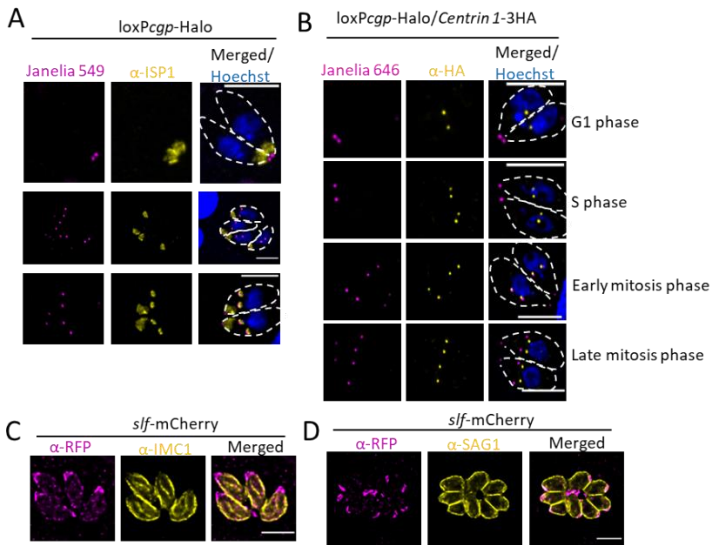 A
loxPcgp-Halo
Janelia 549
α-ISP1
Merged/
Hoechst
B
loxPcgp-Halo/Centrin 1-3HA
Janelia 646
α-HA
Merged/
Hoechst
G1 phase
S phase
Early mitosis phase
Late mitosis phase
C
slf-mCherry
α-RFP
α-IMC1
Merged
D
slf-mCherry
α-RFP
α-SAG1
Merged